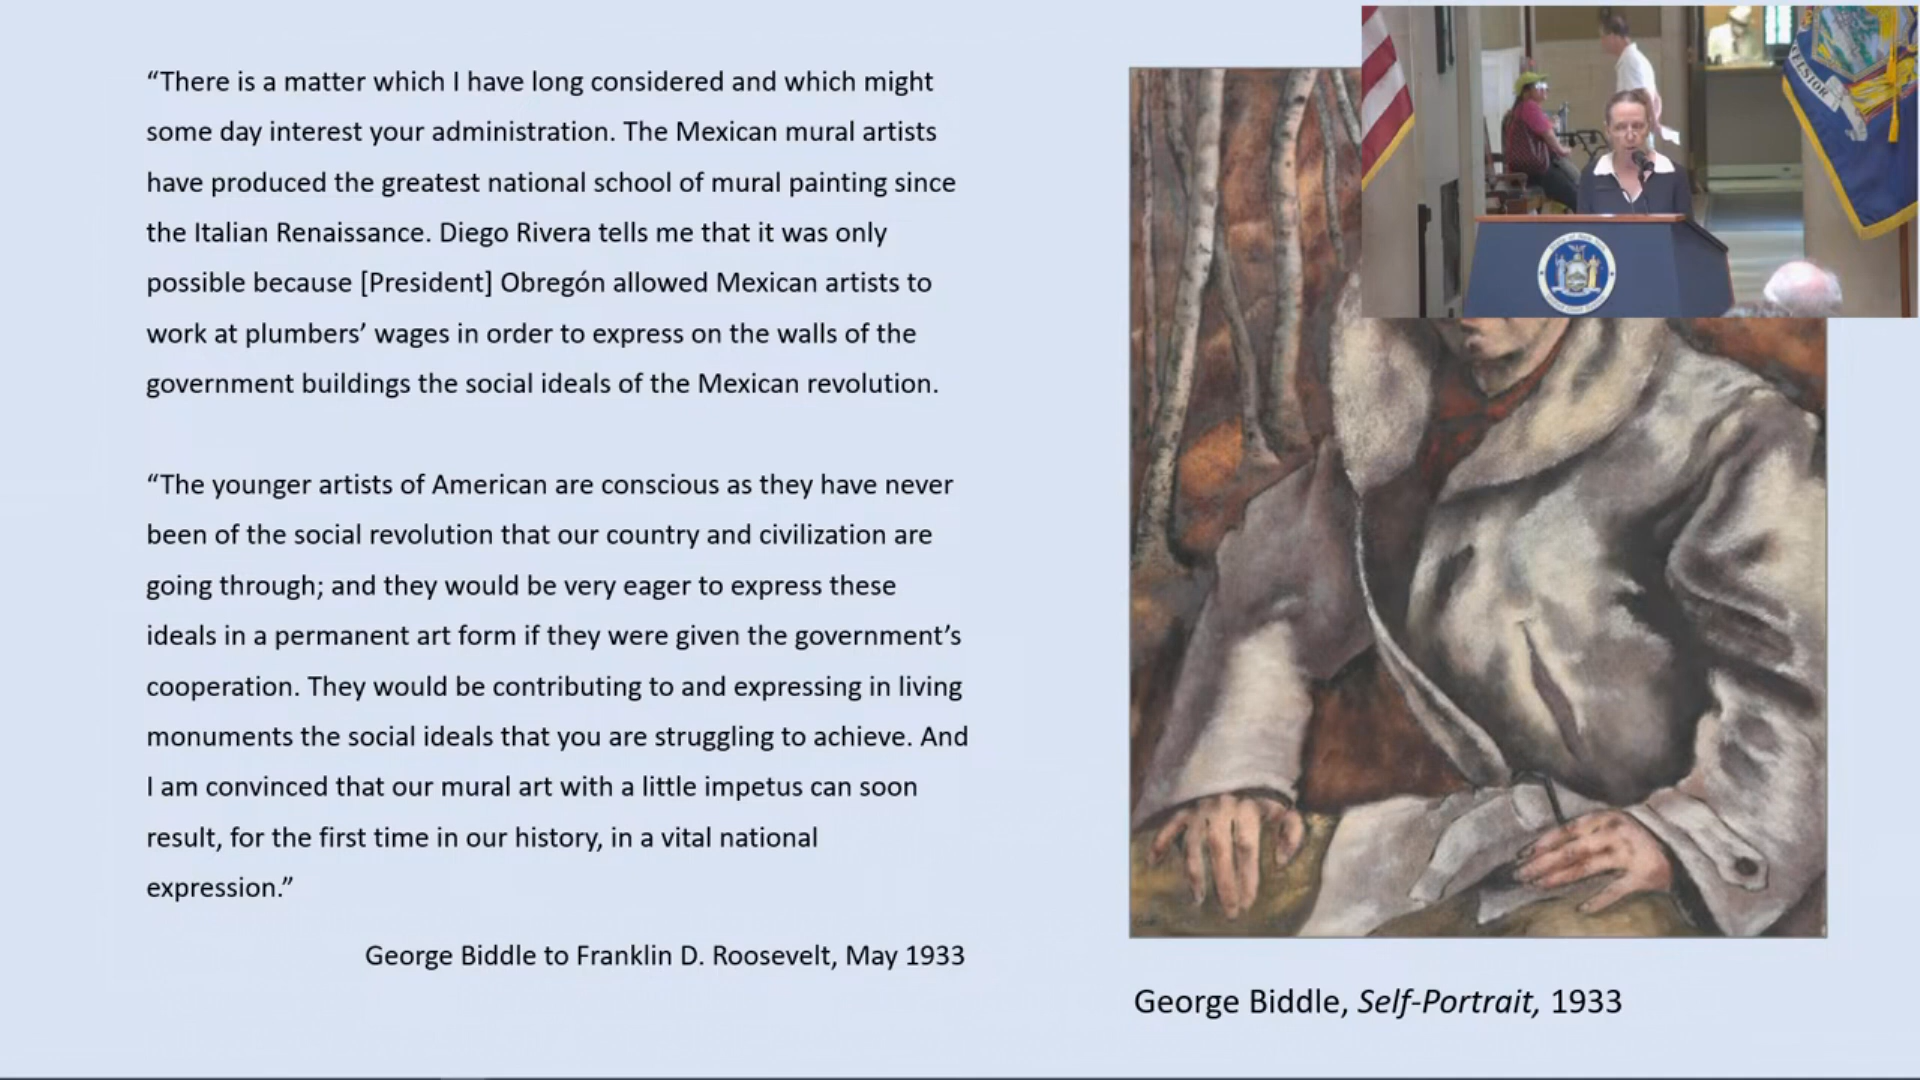 “There is a matter which I have long considered and which might
some day interest your administration. The Mexican mural artists
have produced the greatest national school of mural painting since
the Italian Renaissance. Diego Rivera tells me that it was only
possible because [President] Obregón allowed Mexican artists to
work at plumbers’ wages in order to express on the walls of the
government buildings the social ideals of the Mexican revolution.
“The younger artists of American are conscious as they have never
been of the social revolution that our country and civilization are
going through; and they would be very eager to express these
ideals in a permanent art form if they were given the government’s
cooperation. They would be contributing to and expressing in living
monuments the social ideals that you are struggling to achieve. And
I am convinced that our mural art with a little impetus can soon
result, for the first time in our history, in a vital national
expression.”
George Biddle to Franklin D. Roosevelt, May 1933
George Biddle, Self-Portrait, 1933